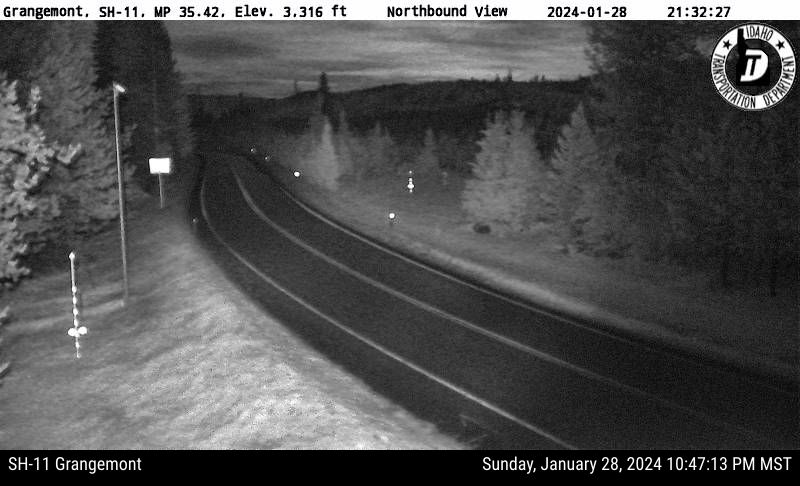 Grangemont, SH-11, MP 35.42, Elev. 3,316 ft Northbound View 2024-01-28 21:32:27
IDAHO
TRANSPORTATION DEPARTMENT
SH-11 Grangemont Sunday, January 28, 2024 10:47:13 PM MST